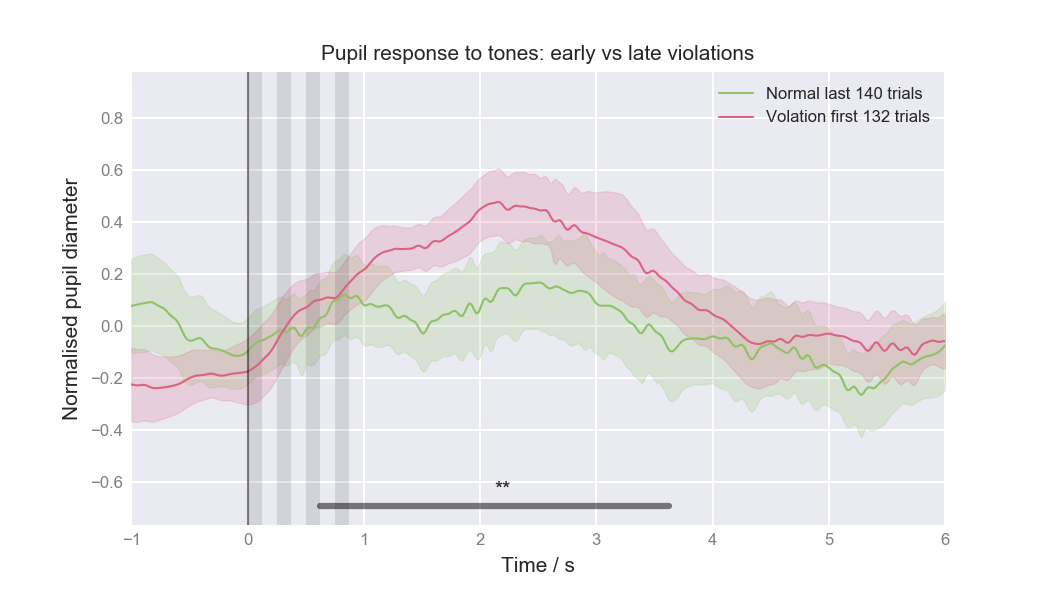 Pupil response to tones: early vs late violations
Normal last 140 trials
Volation first 132 trials
Normalised pupil diameter
0.8
0.6
0.4
0.2
0.0
−0.2
−0.4
−0.6
**
−1 0 1 2 3 4 5 6
Time / s